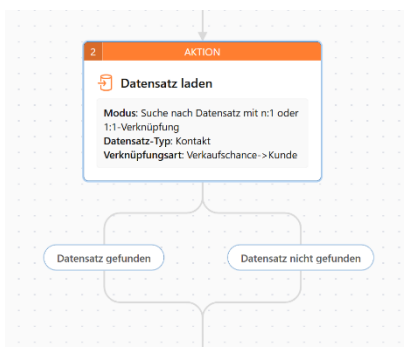 2 AKTION
Datensatz laden
Modus: Suche nach Datensatz mit n:1 oder
1:1-Verknüpfung
Datensatz-Typ: Kontakt
Verknüpfungsart: Verkaufschance->Kunde
Datensatz gefunden Datensatz nicht gefunden